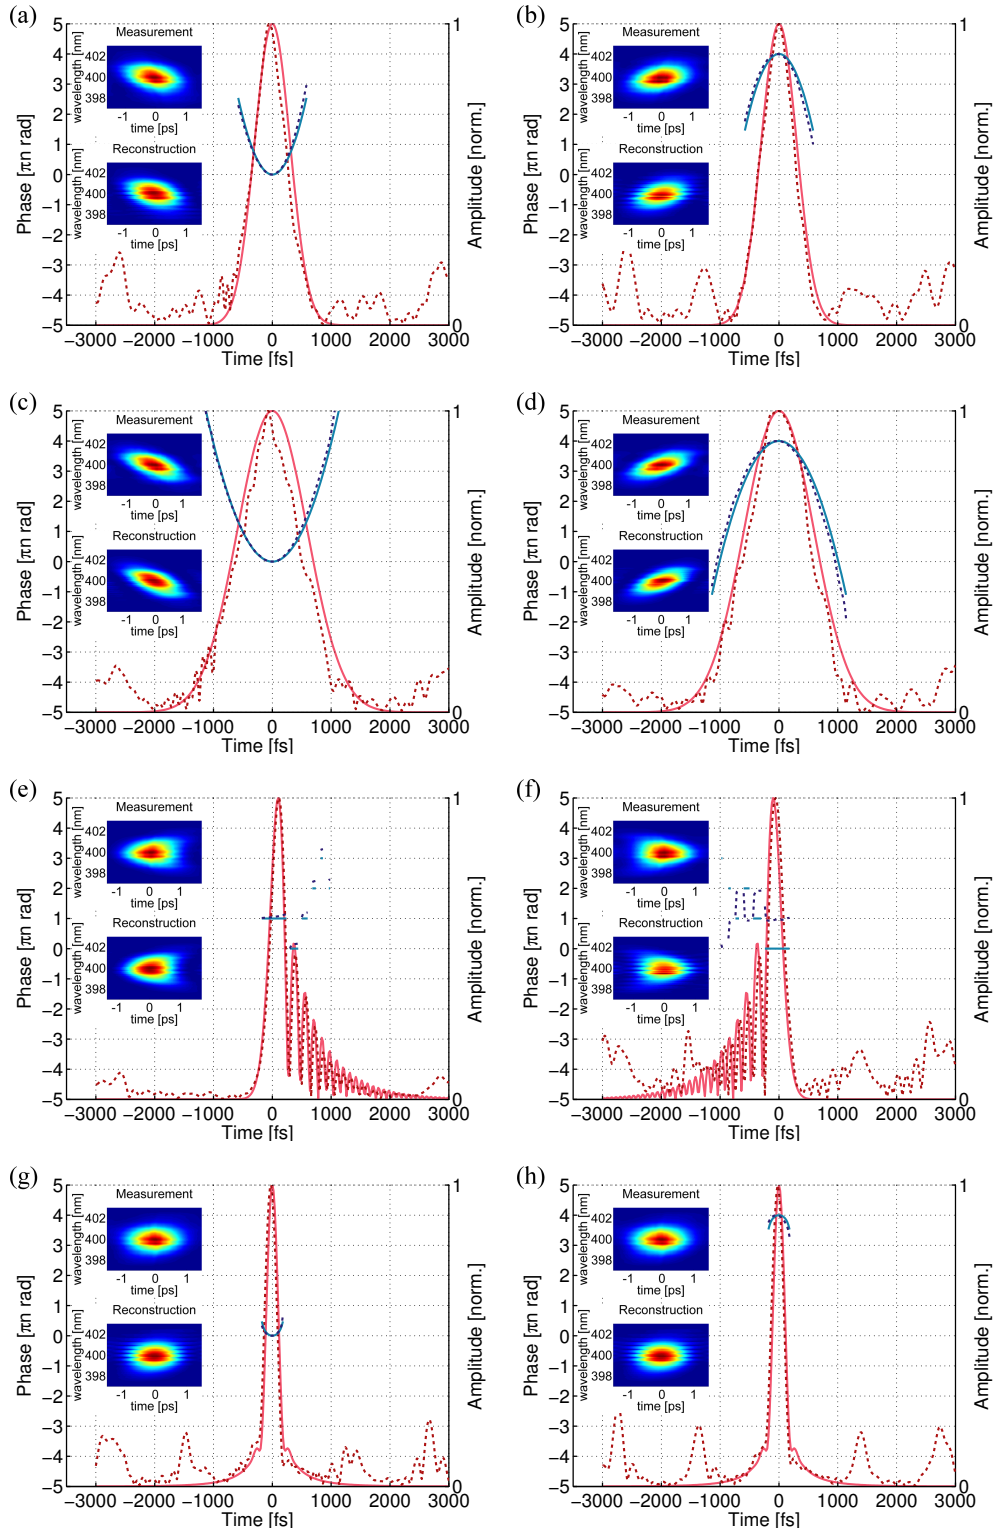 (a)
5
4
3
2
1
0
−1
−2
−3
−4
−5
Phase [πn rad]
Measurement
wavelength [nm]
402
400
398
-1 0 1
time [ps]
Reconstruction
wavelength [nm]
402
400
398
-1 0 1
time [ps]
1
0
Amplitude [norm.]
−3000 −2000 −1000 0 1000 2000 3000
Time [fs]
(b)
5
4
3
2
1
0
−1
−2
−3
−4
−5
Phase [πn rad]
Measurement
wavelength [nm]
402
400
398
-1 0 1
time [ps]
Reconstruction
wavelength [nm]
402
400
398
-1 0 1
time [ps]
1
0
Amplitude [norm.]
−3000 −2000 −1000 0 1000 2000 3000
Time [fs]
(c)
5
4
3
2
1
0
−1
−2
−3
−4
−5
Phase [πn rad]
Measurement
wavelength [nm]
402
400
398
-1 0 1
time [ps]
Reconstruction
wavelength [nm]
402
400
398
-1 0 1
time [ps]
1
0
Amplitude [norm.]
−3000 −2000 −1000 0 1000 2000 3000
Time [fs]
(d)
5
4
3
2
1
0
−1
−2
−3
−4
−5
Phase [πn rad]
Measurement
wavelength [nm]
402
400
398
-1 0 1
time [ps]
Reconstruction
wavelength [nm]
402
400
398
-1 0 1
time [ps]
1
0
Amplitude [norm.]
−3000 −2000 −1000 0 1000 2000 3000
Time [fs]
(e)
5
4
3
2
1
0
−1
−2
−3
−4
−5
Phase [πn rad]
Measurement
wavelength [nm]
402
400
398
-1 0 1
time [ps]
Reconstruction
wavelength [nm]
402
400
398
-1 0 1
time [ps]
1
0
Amplitude [norm.]
−3000 −2000 −1000 0 1000 2000 3000
Time [fs]
(f)
5
4
3
2
1
0
−1
−2
−3
−4
−5
Phase [πn rad]
Measurement
wavelength [nm]
402
400
398
-1 0 1
time [ps]
Reconstruction
wavelength [nm]
402
400
398
-1 0 1
time [ps]
1
0
Amplitude [norm.]
−3000 −2000 −1000 0 1000 2000 3000
Time [fs]
(g)
5
4
3
2
1
0
−1
−2
−3
−4
−5
Phase [πn rad]
Measurement
wavelength [nm]
402
400
398
-1 0 1
time [ps]
Reconstruction
wavelength [nm]
402
400
398
-1 0 1
time [ps]
1
0
Amplitude [norm.]
−3000 −2000 −1000 0 1000 2000 3000
Time [fs]
(h)
5
4
3
2
1
0
−1
−2
−3
−4
−5
Phase [πn rad]
Measurement
wavelength [nm]
402
400
398
-1 0 1
time [ps]
Reconstruction
wavelength [nm]
402
400
398
-1 0 1
time [ps]
1
0
Amplitude [norm.]
−3000 −2000 −1000 0 1000 2000 3000
Time [fs]